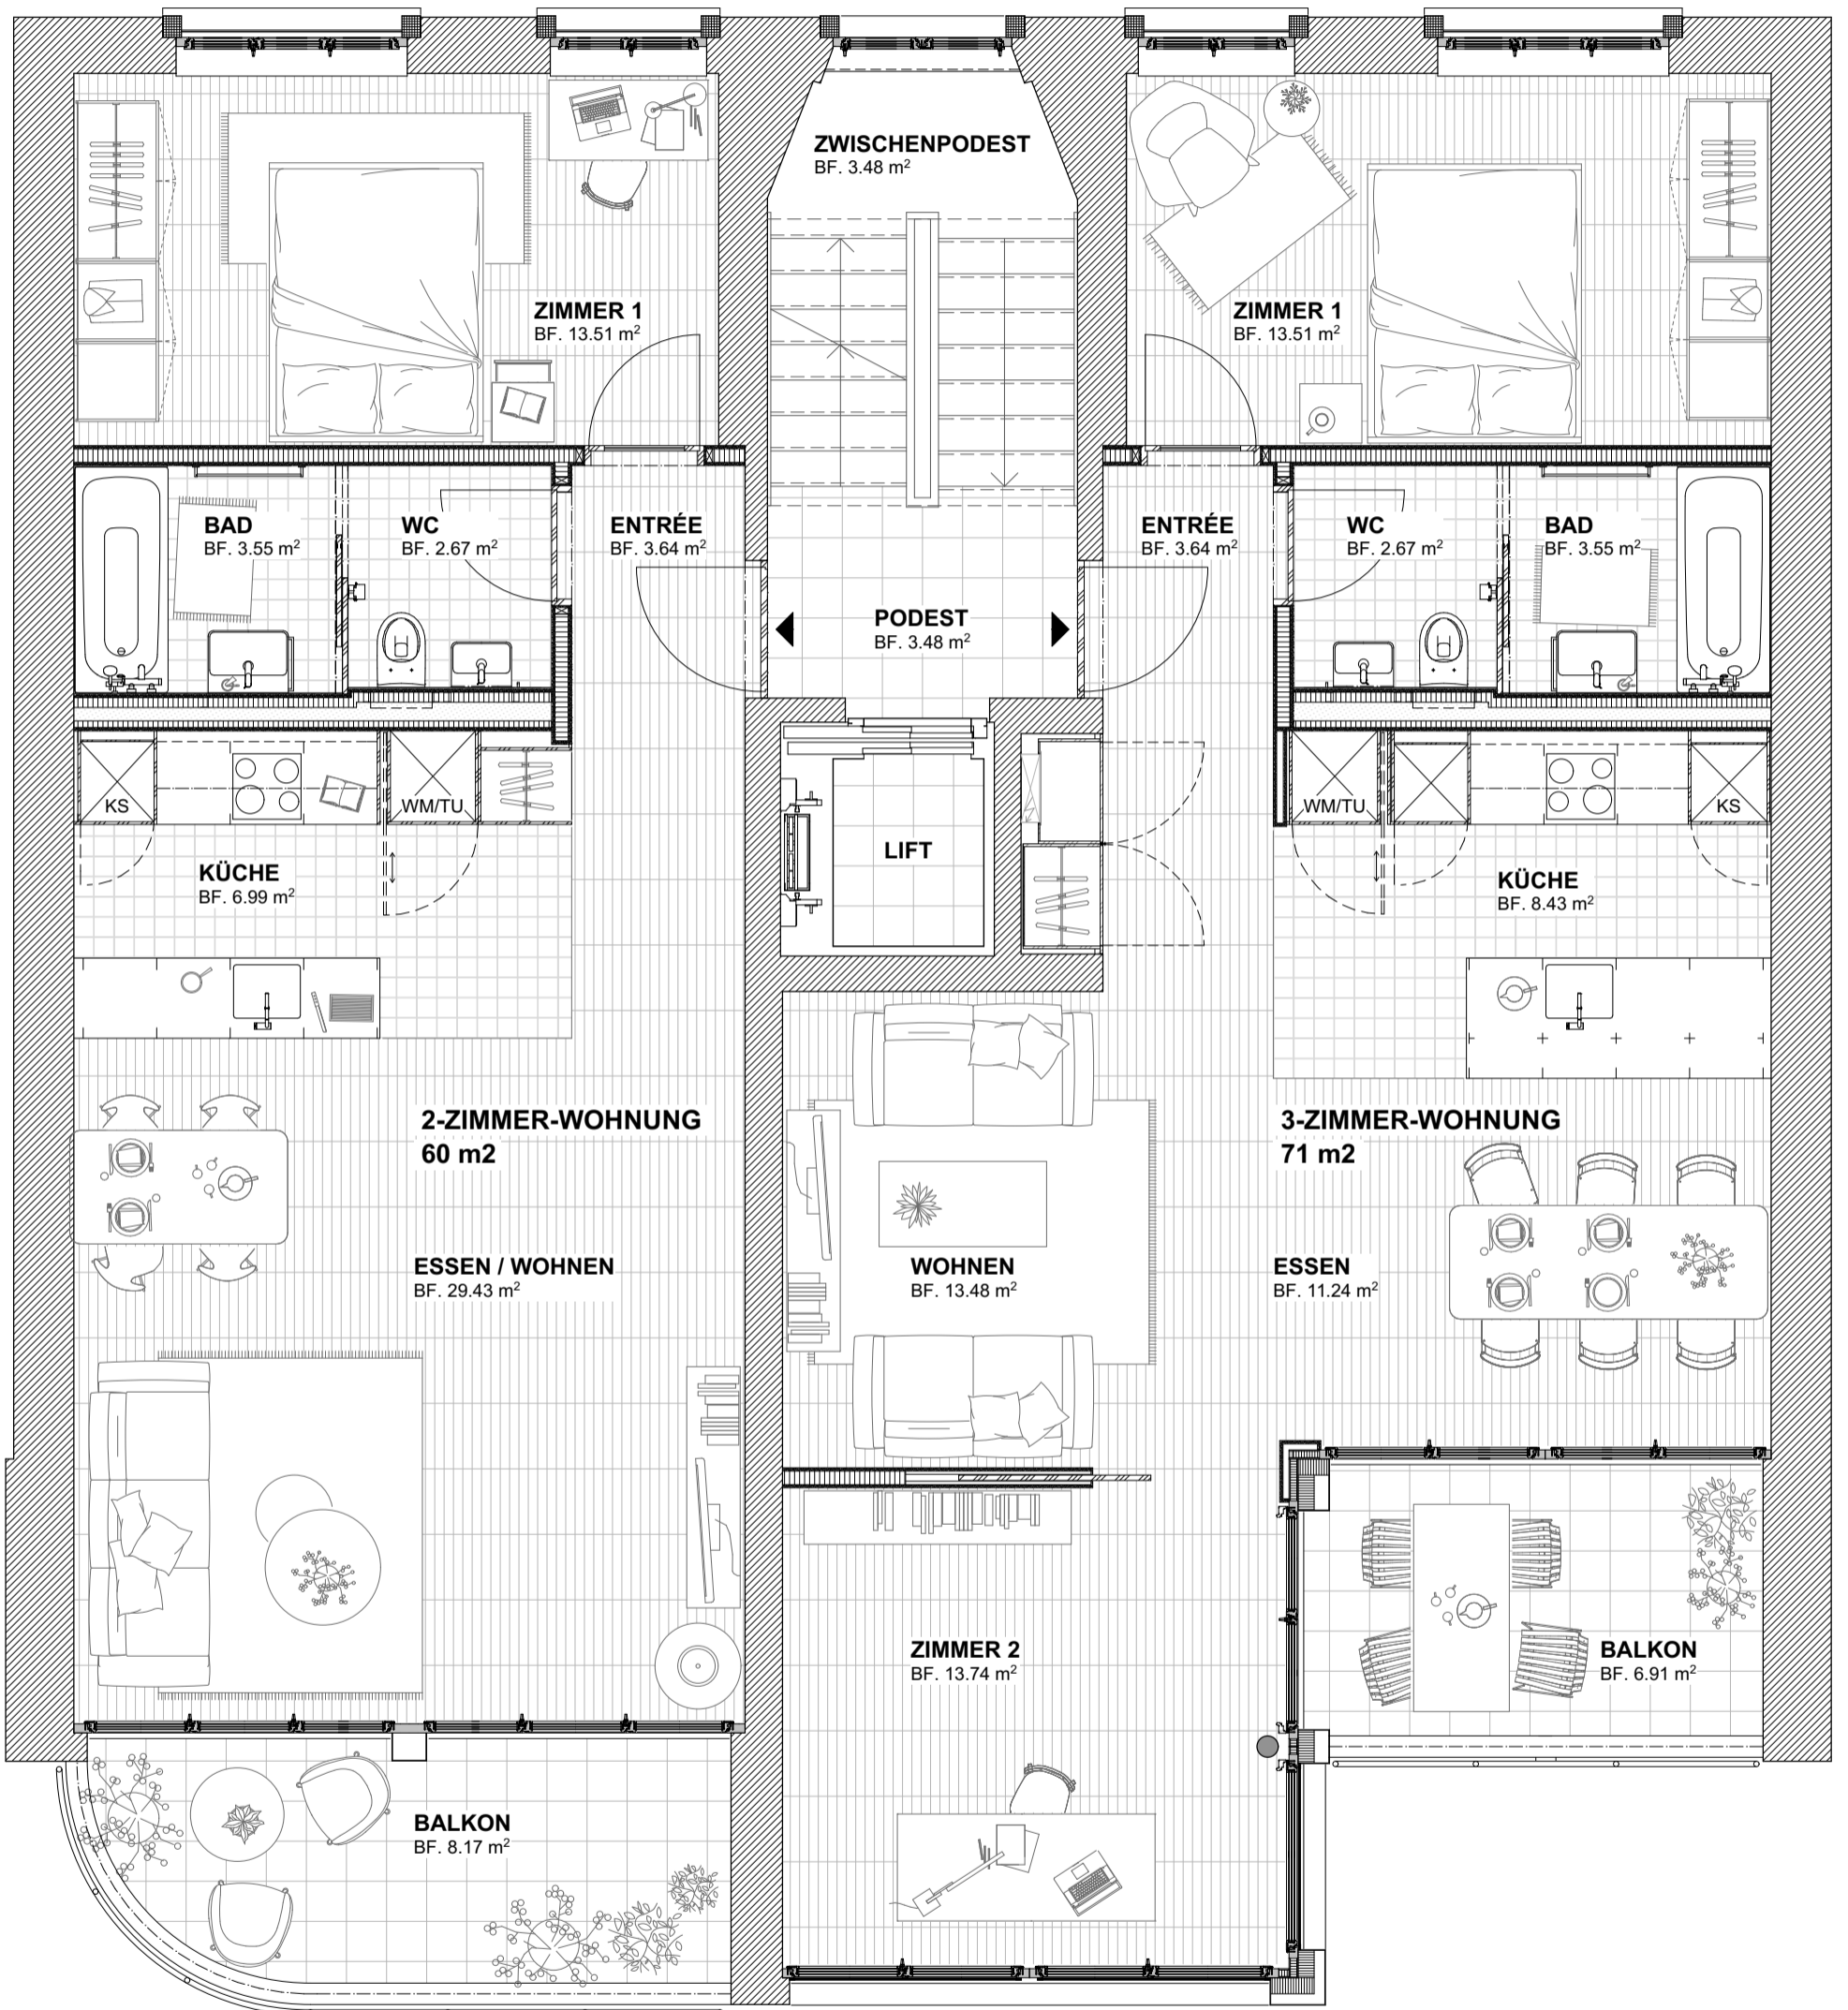 ZWISCHENPODEST
BF. 3.48 m²
ZIMMER 1
BF. 13.51 m²
ZIMMER 1
BF. 13.51 m²
BAD
BF. 3.55 m²
WC
BF. 2.67 m²
ENTRÉE
BF. 3.64 m²
ENTRÉE
BF. 3.64 m²
WC
BF. 2.67 m²
BAD
BF. 3.55 m²
PODEST
BF. 3.48 m²
KS
WM/TU
WM/TU
KS
LIFT
KÜCHE
BF. 6.99 m²
KÜCHE
BF. 8.43 m²
2-ZIMMER-WOHNUNG
60 m2
3-ZIMMER-WOHNUNG
71 m2
ESSEN / WOHNEN
BF. 29.43 m²
WOHNEN
BF. 13.48 m²
ESSEN
BF. 11.24 m²
ZIMMER 2
BF. 13.74 m²
BALKON
BF. 6.91 m²
BALKON
BF. 8.17 m²